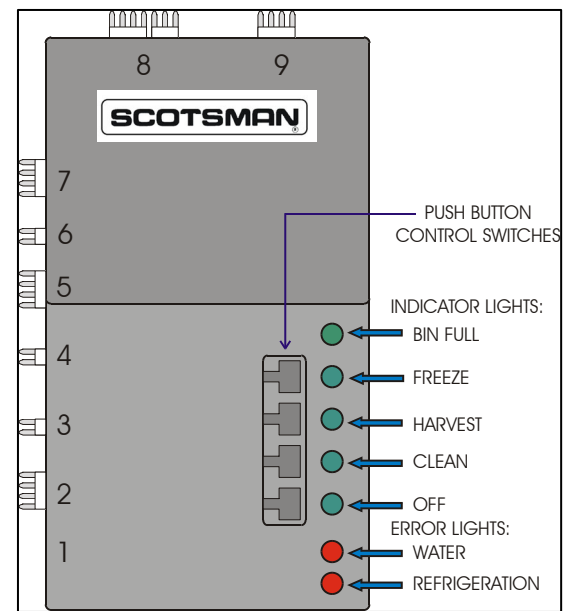 8 9
SCOTSMAN®
7
6
5
4
3
2
1
PUSH BUTTON
CONTROL SWITCHES
INDICATOR LIGHTS:
BIN FULL
FREEZE
HARVEST
CLEAN
OFF
ERROR LIGHTS:
WATER
REFRIGERATION